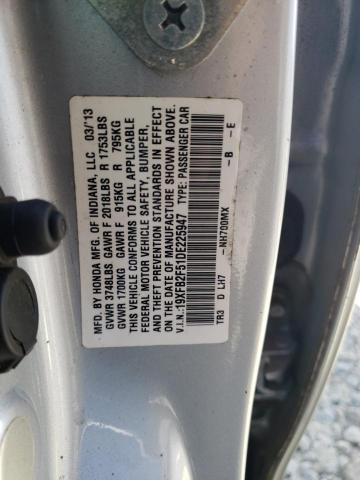 MFD. BY HONDA MFG. OF INDIANA, LLC 03/'13
GVWR 3748LBS GAWR F 2018LBS R 1753LBS
GVWR 1700KG GAWR F 915KG R 795KG
THIS VEHICLE CONFORMS TO ALL APPLICABLE
FEDERAL MOTOR VEHICLE SAFETY, BUMPER,
AND THEFT PREVENTION STANDARDS IN EFFECT
ON THE DATE OF MANUFACTURE SHOWN ABOVE.
V.I.N.:19XFB2F51DE225947 TYPE: PASSENGER CAR
-NH700MX -B -E
TR3 D LH7